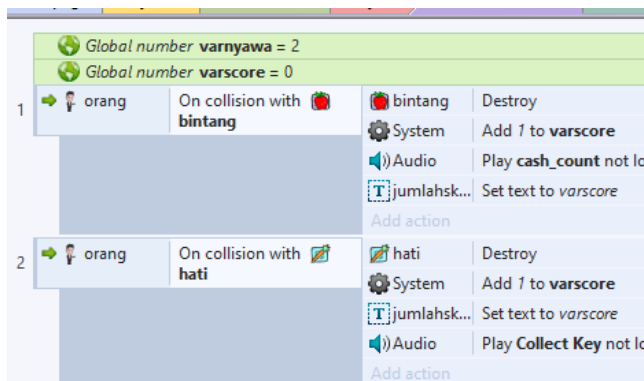 Global number varnyawa = 2
Global number varscore = 0
1
orang On collision with bintang
bintang Destroy
System Add 1 to varscore
Audio Play cash_count not
jumlahsk... Set text to varscore
Add action
2
orang On collision with hati
hati Destroy
System Add 1 to varscore
jumlahsk... Set text to varscore
Audio Play Collect Key not
Add action